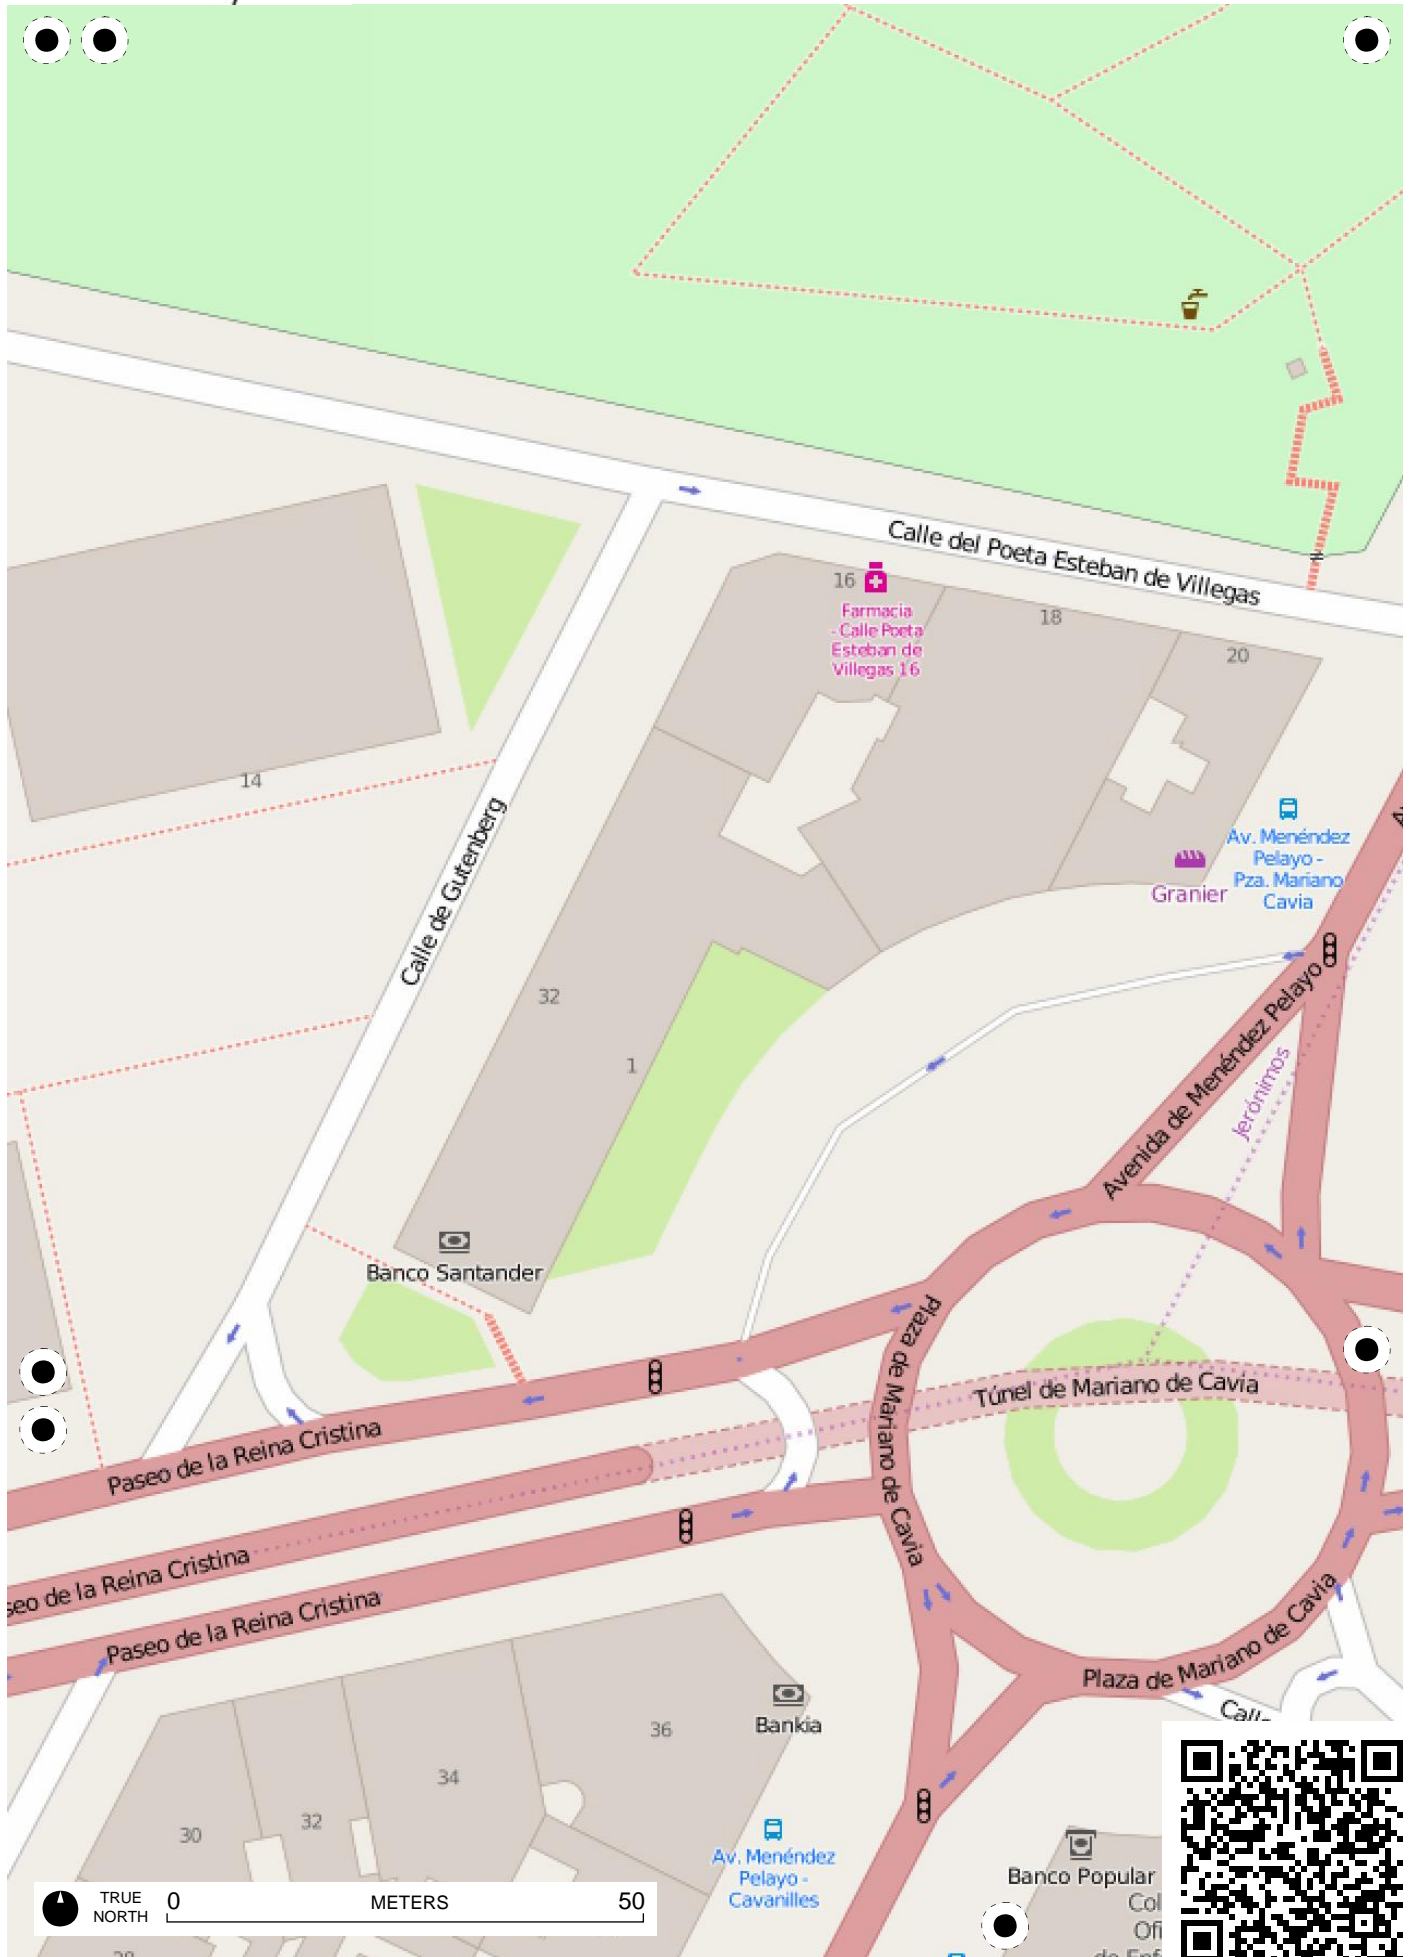 Calle del Poeta Esteban de Villegas
16
Farmacia
- Calle Poeta
Esteban de
Villegas 16
18
20
14
Calle de Gutenberg
Av. Menéndez
Pelayo -
Pza. Mariano
Cavia
Granier
32
1
Avenida de Menéndez Pelayo
Jerónimos
Banco Santander
Plaza de Mariano de Cavia
Túnel de Mariano de Cavia
Paseo de la Reina Cristina
seo de la Reina Cristina
Paseo de la Reina Cristina
Plaza de Mariano de Cavia
Calle
Bankia
36
34
32
30
Av. Menéndez
Pelayo -
Cavanilles
Banco Popular
Col
Ofi
TRUE
NORTH
0
METERS
50